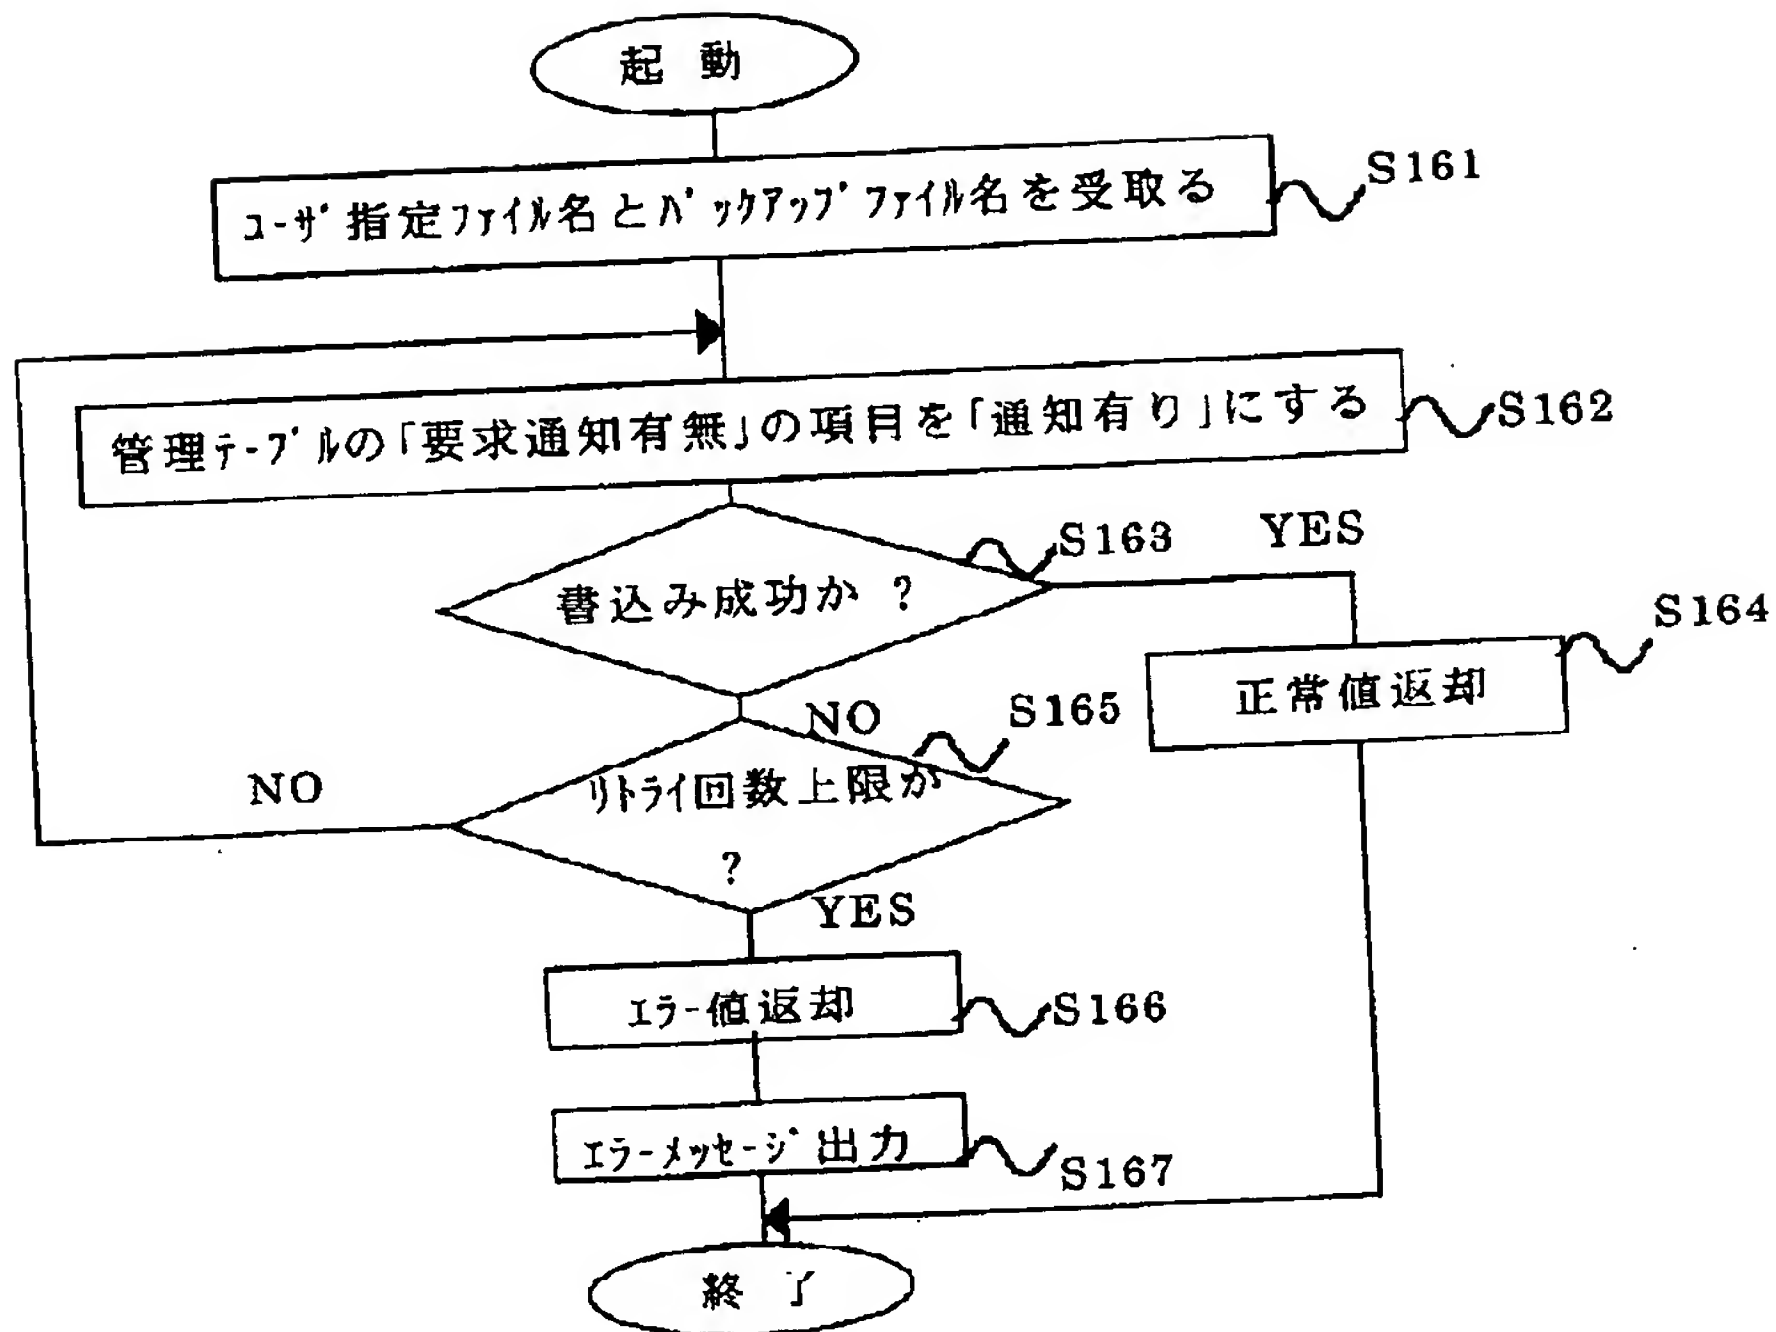 起動
ユーザ指定ファイル名とバックアップファイル名を受取る
S161
管理テーブルの「要求通知有無」の項目を「通知有り」にする
S162
書込み成功か?
S163
YES
正常値返却
S164
NO
リトライ回数上限か
?
S165
NO
YES
エラー値返却
S166
エラーメッセージ出力
S167
終了